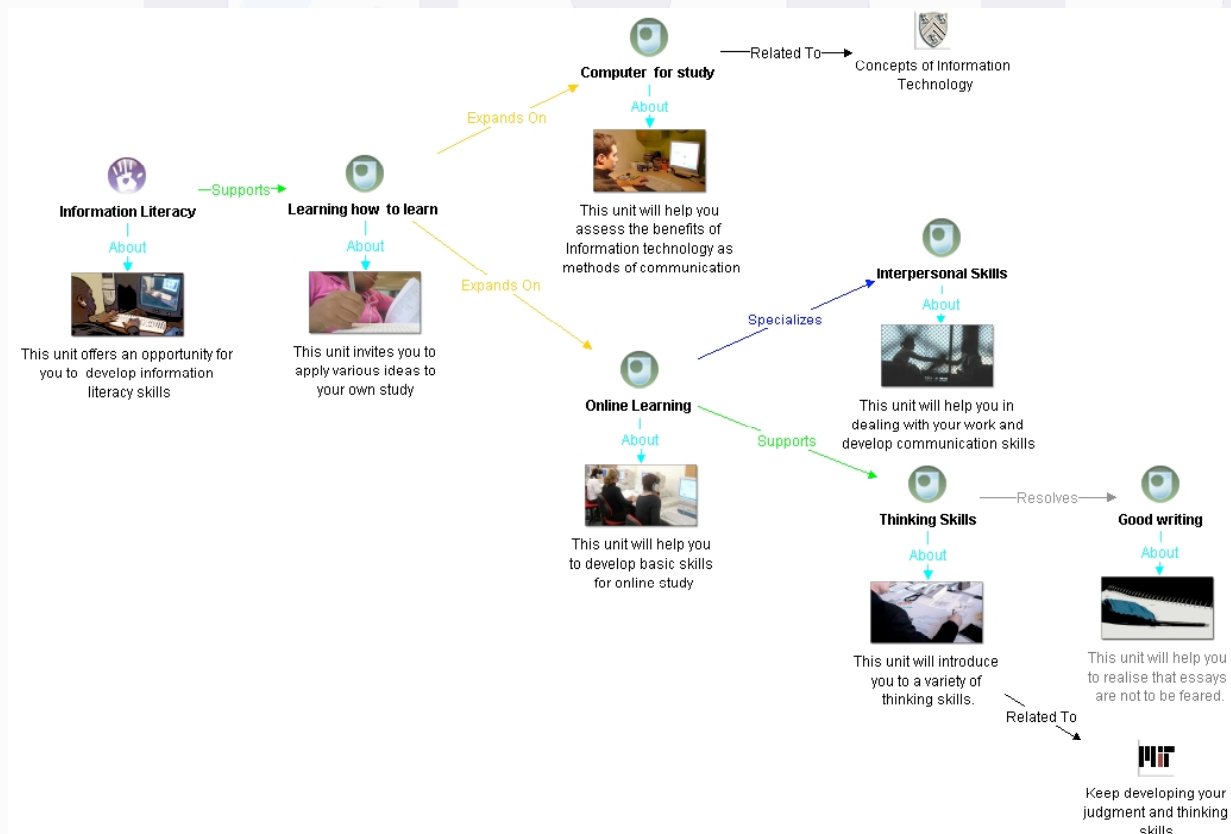 Computer for study
Related To
Concepts of Information
Technology
About
Expands On
This unit will help you
assess the benefits of
Information technology as
methods of communication
Information Literacy
Supports
Learning how to learn
About
About
This unit offers an opportunity for
you to develop information
literacy skills
This unit invites you to
apply various ideas to
your own study
Expands On
Online Learning
About
This unit will help you
to develop basic skills
for online study
Specializes
Interpersonal Skills
About
This unit will help you in
dealing with your work and
develop communication skills
Supports
Thinking Skills
About
This unit will introduce
you to a variety of
thinking skills.
Resolves
Good writing
About
This unit will help you
to realise that essays
are not to be feared.
Related To
MIT
Keep developing your
judgment and thinking
skills